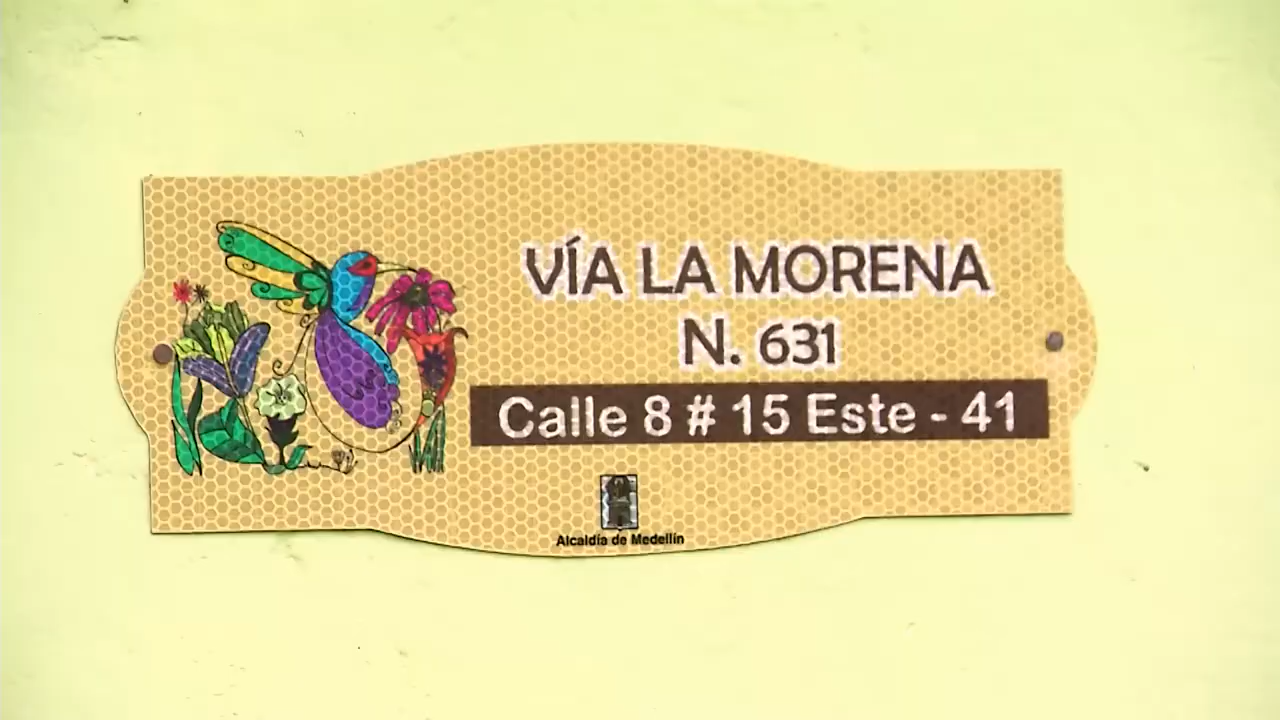 VÍA LA MORENA
N. 631
Calle 8 # 15 Este - 41
Alcaldía de Medellín